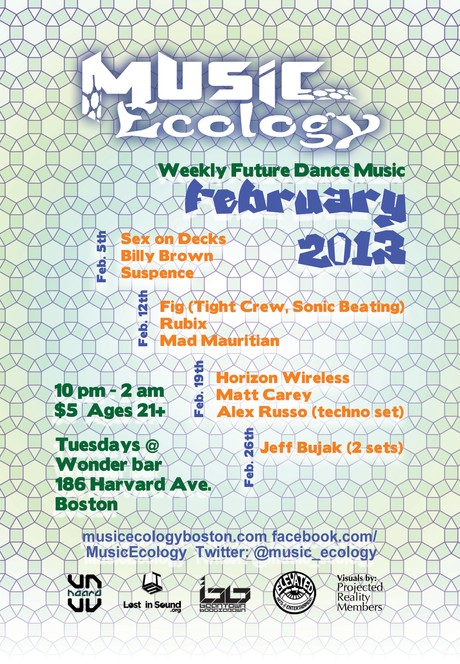 Music
Ecology
Weekly Future Dance Music
February
2013
Feb. 5th
Sex on Decks
Billy Brown
Suspence
Feb. 12th
Fig (Tight Crew, Sonic Beating)
Rubix
Mad Mauritian
Feb. 19th
Horizon Wireless
Matt Carey
Alex Russo (techno set)
Feb. 26th
Jeff Bujak (2 sets)
10 pm - 2 am
$5 Ages 21+
Tuesdays @
Wonder bar
186 Harvard Ave.
Boston
musicecologyboston.com facebook.com/
MusicEcology Twitter: @music_ecology
Lost in Sound
.org
ELEVATED
Visuals by:
Projected
Reality
Members